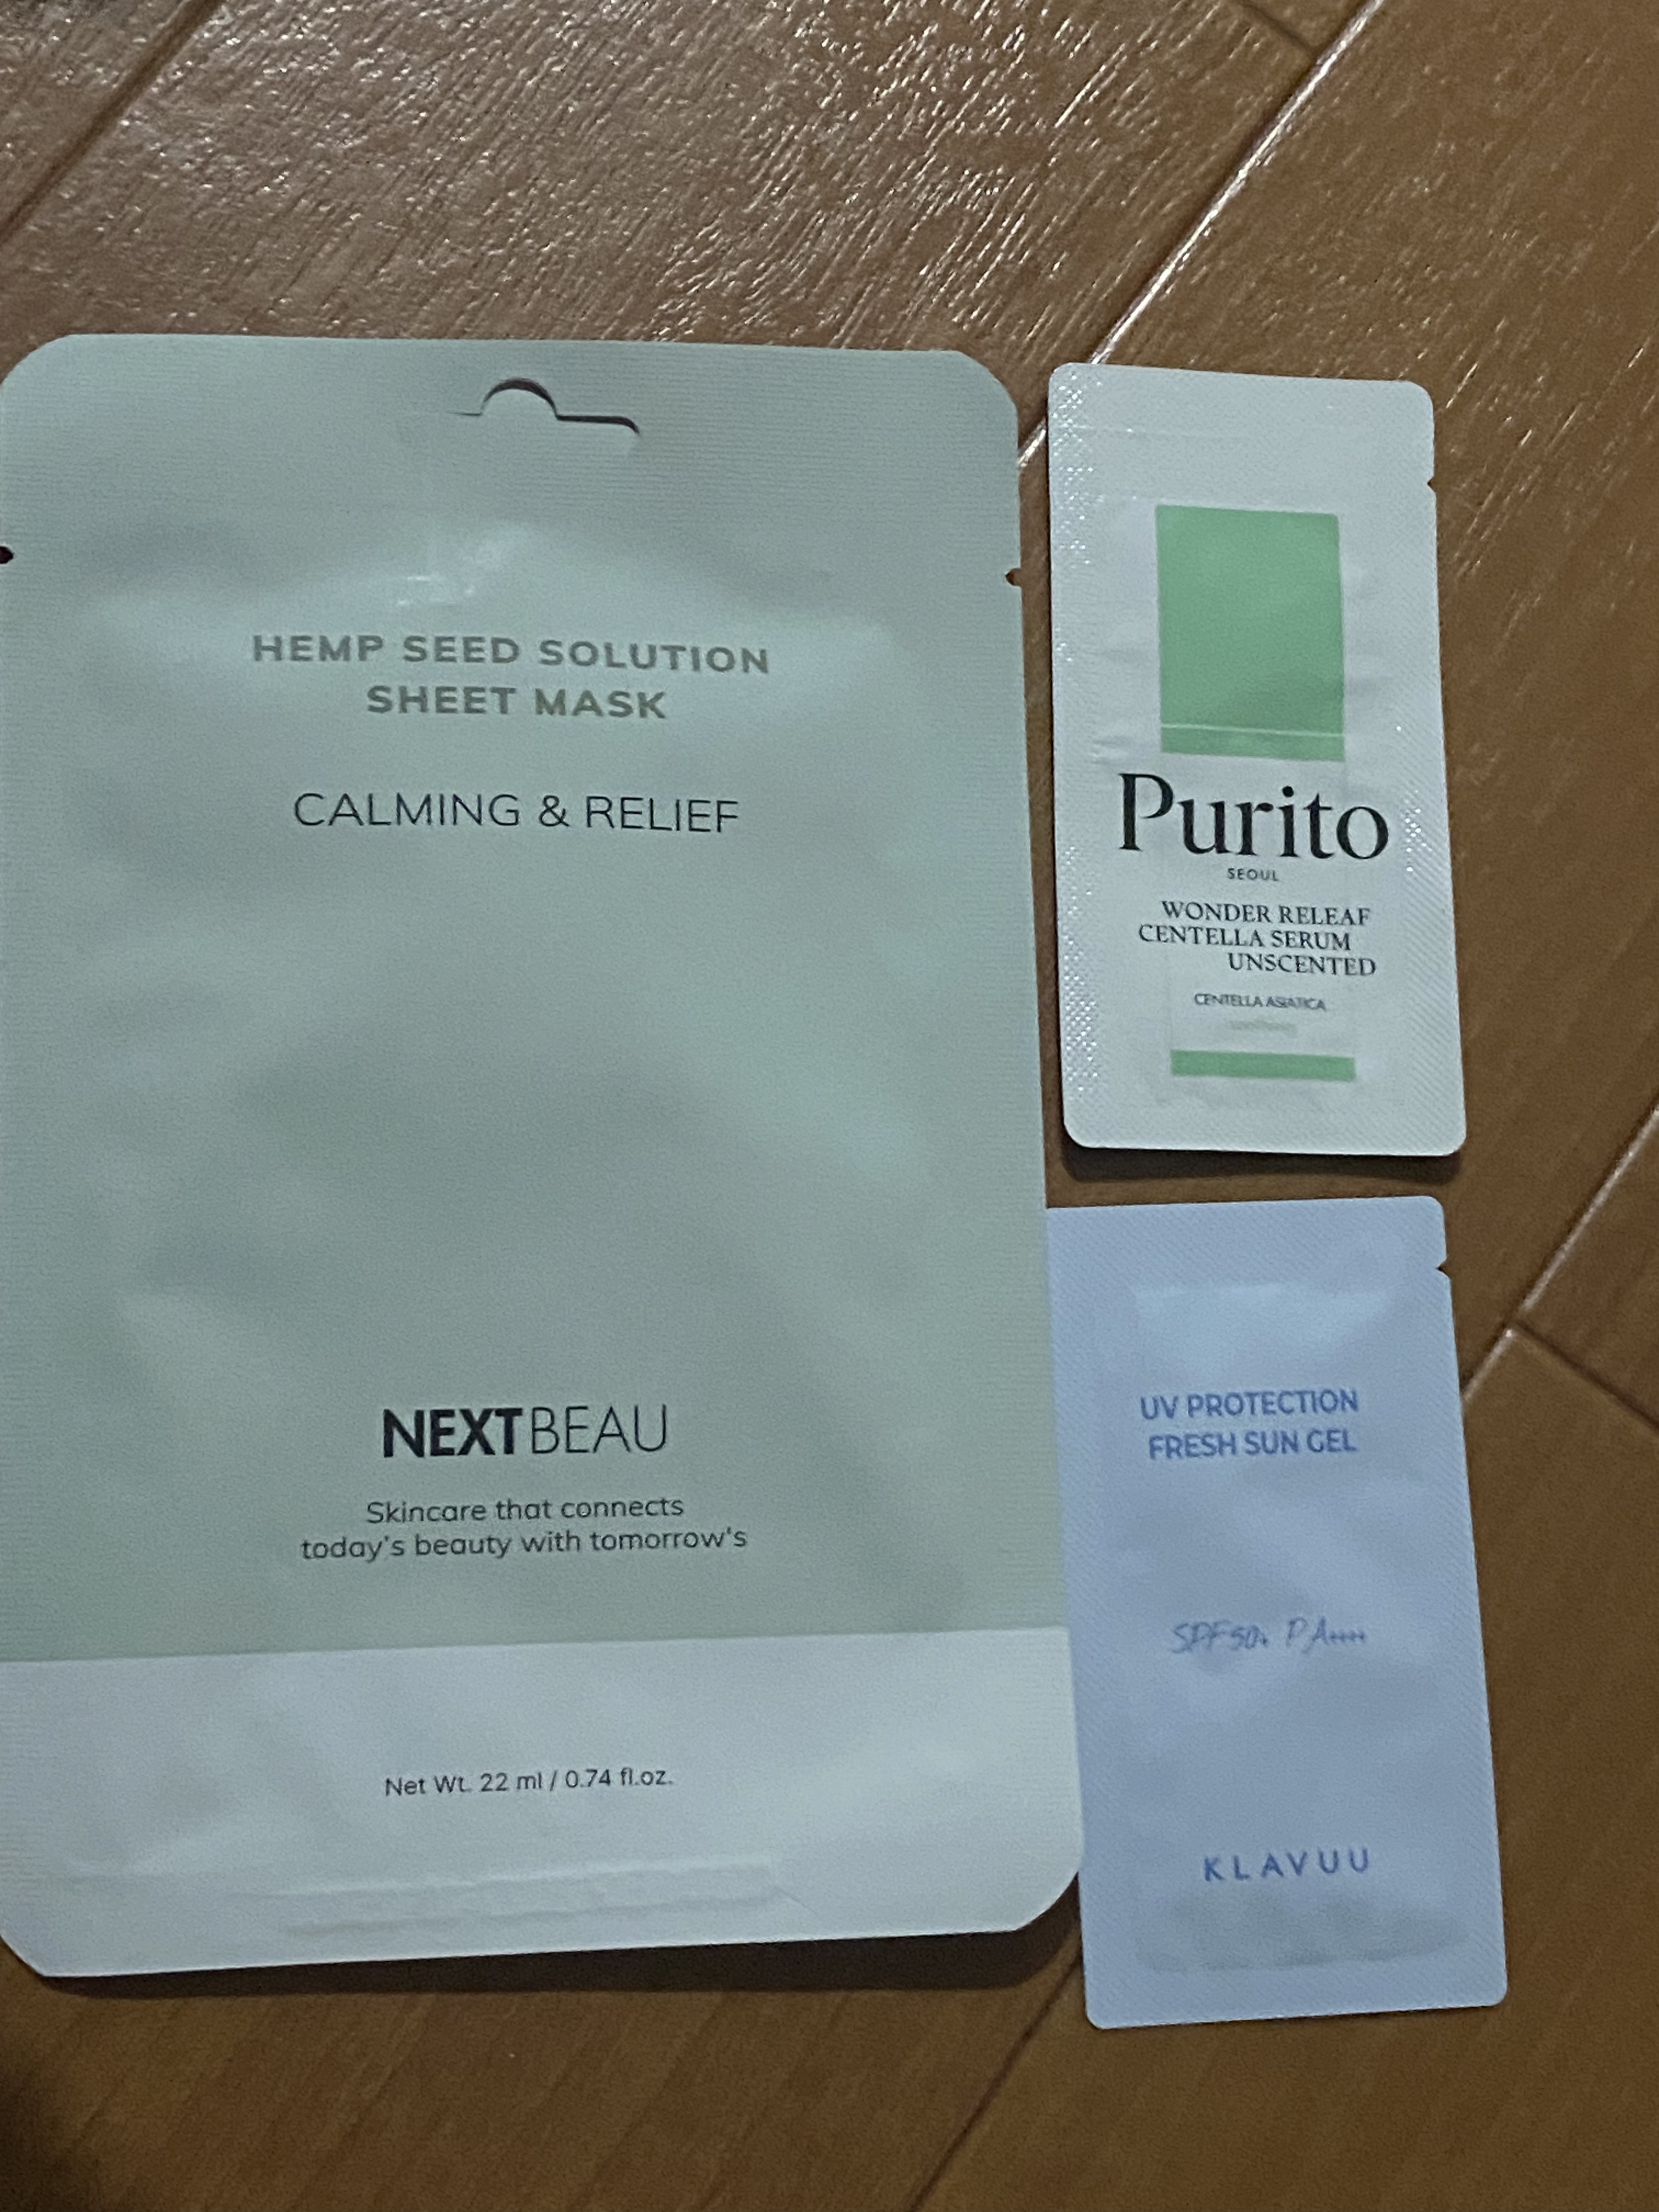 HEMP SEED SOLUTION
SHEET MASK
CALMING & RELIEF
NEXTBEAU
Skincare that connects
today's beauty with tomorrow's
Net Wt. 22 ml / 0.74 fl.oz.
Purito
SEOUL
WONDER RELEAF
CENTELLA SERUM
UNSCENTED
CENTELLA ASIATICA
UV PROTECTION
FRESH SUN GEL
SPF50+ PA++++
KLAVUU